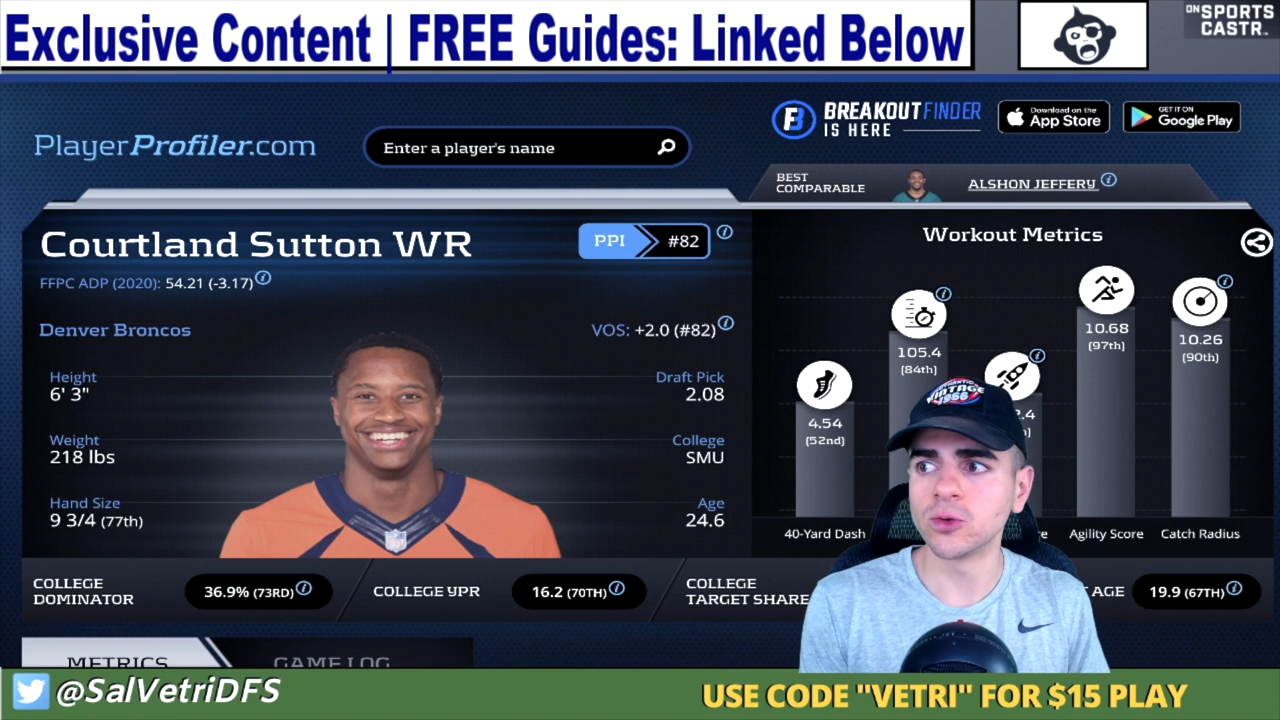 Exclusive Content | FREE Guides: Linked Below
ON SPORTS
CASTR
PlayerProfiler.com
Enter a player's name
BREAKOUT FINDER
IS HERE
Download on the
App Store
GET IT ON
Google Play
BEST
COMPARABLE
ALSHON JEFFERY
Courtland Sutton WR
PPI #82
FFPC ADP (2020): 54.21 (-3.17)
Denver Broncos
VOS: +2.0 (#82)
Height
6' 3"
Draft Pick
2.08
Weight
218 lbs
College
SMU
Hand Size
9 3/4 (77th)
Age
24.6
Workout Metrics
4.54
(52nd)
105.4
(84th)
10.68
(97th)
10.26
(90th)
40-Yard Dash
Agility Score
Catch Radius
AUTHENTIC
VINTAGE
1956
COLLEGE
DOMINATOR
36.9% (73RD)
COLLEGE YPR
16.2 (70TH)
COLLEGE
TARGET SHARE
AGE
19.9 (67TH)
METRICS
GAME LOG
@SalVetriDFS
USE CODE "VETRI" FOR $15 PLAY